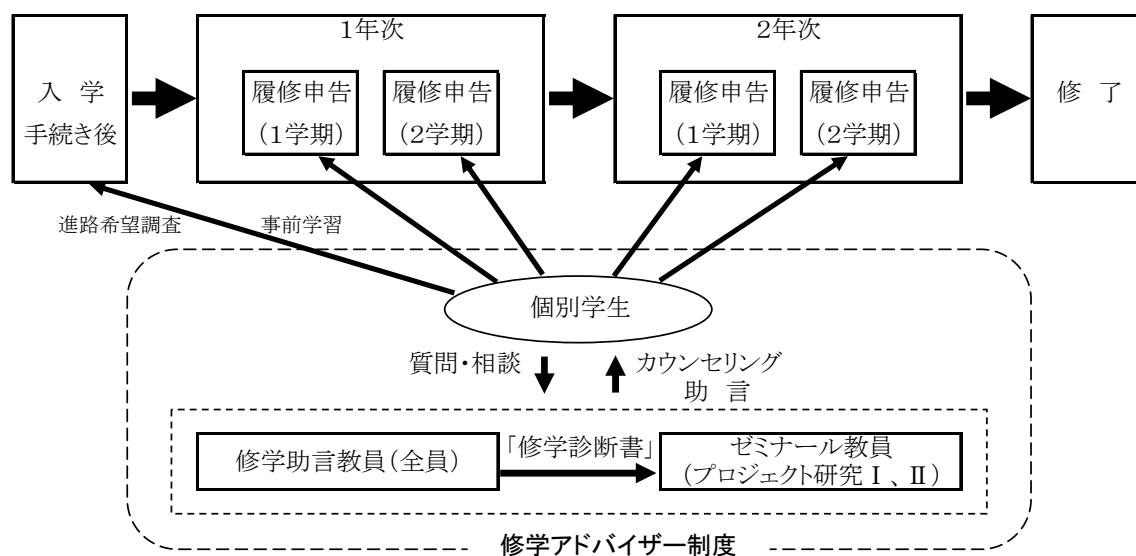 1年次
2年次
入 学
手続き後
履修申告
(1学期)
履修申告
(2学期)
履修申告
(1学期)
履修申告
(2学期)
修 了
進路希望調査
事前学習
個別学生
質問・相談
カウンセリング
助 言
修学助言教員(全員)
「修学診断書」
ゼミナール教員
(プロジェクト研究Ⅰ、Ⅱ)
修学アドバイザー制度